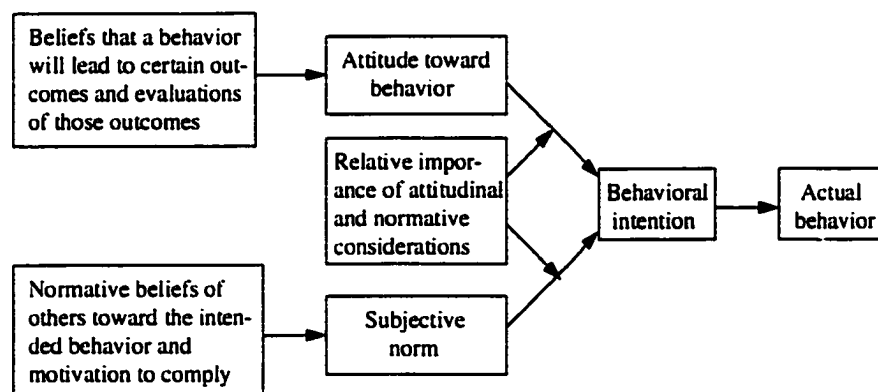 Beliefs that a behavior
will lead to certain out-
comes and evaluations
of those outcomes
Attitude toward
behavior
Relative impor-
ance of attitudinal
and normative
considerations
Behavioral
intention
Actual
behavior
Normative beliefs of
others toward the inten-
ded behavior and
motivation to comply
Subjective
norm